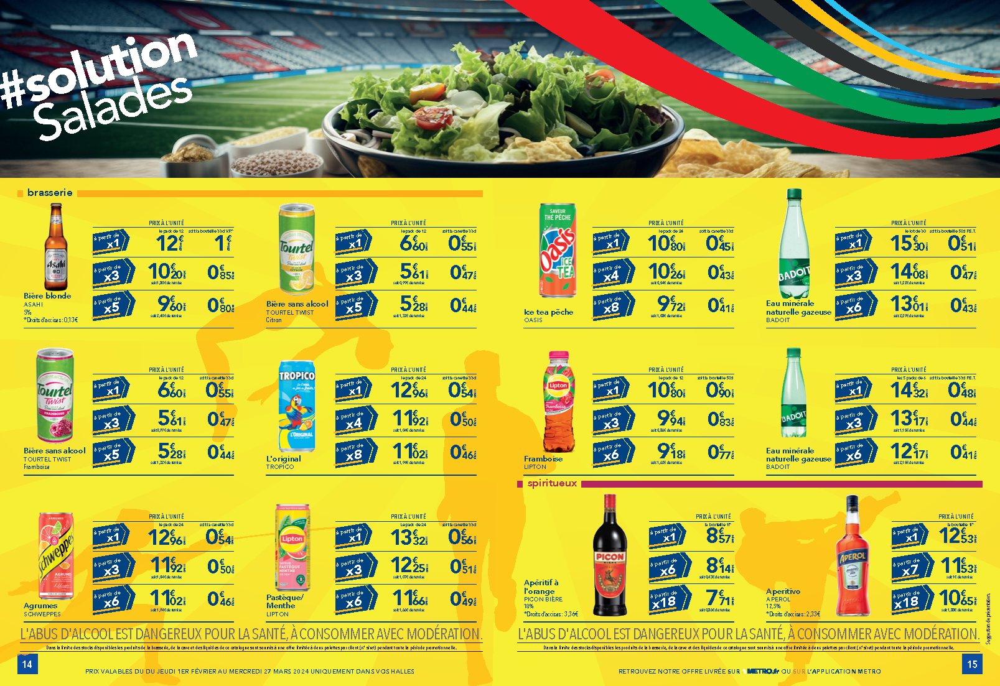 #solution
Salades
brasserie
PRIX À L'UNITÉ
le pack de 12 soit la bouteille 33cl V.P.*
à partir de x1 12€ 1€
à partir de x3 10€20 0€85
soit 1,80€ de remise
à partir de x5 9€60 0€80
soit 2,40€ de remise
Bière blonde
ASAHI
5%
*Droits d'accises : 0,13€
PRIX À L'UNITÉ
le pack de 12 soit la canette 33cl
à partir de x1 6€60 0€55
à partir de x3 5€61 0€47
soit 0,99€ de remise
à partir de x5 5€28 0€44
soit 1,32€ de remise
Bière sans alcool
TOURTEL TWIST
Citron
PRIX À L'UNITÉ
le pack de 24 soit la canette 33cl
à partir de x1 10€80 0€45
à partir de x4 10€26 0€43
soit 0,54€ de remise
à partir de x8 9€72 0€41
soit 1,08€ de remise
Ice tea pêche
OASIS
PRIX À L'UNITÉ
le lot de 30 soit la bouteille 50cl P.E.T.
à partir de x1 15€30 0€51
à partir de x3 14€08 0€47
soit 1,22€ de remise
à partir de x6 13€01 0€43
soit 2,29€ de remise
Eau minérale
naturelle gazeuse
BADOIT
PRIX À L'UNITÉ
le pack de 12 soit la canette 33cl
à partir de x1 6€60 0€55
à partir de x3 5€61 0€47
soit 0,99€ de remise
à partir de x5 5€28 0€44
soit 1,32€ de remise
Bière sans alcool
TOURTEL TWIST
Framboise
PRIX À L'UNITÉ
le pack de 24 soit la canette 33cl
à partir de x1 12€96 0€54
à partir de x4 11€92 0€50
soit 1,04€ de remise
à partir de x8 11€02 0€46
soit 1,94€ de remise
L'original
TROPICO
PRIX À L'UNITÉ
le pack de 12 soit la bouteille 50cl
à partir de x1 10€80 0€90
à partir de x3 9€94 0€83
soit 0,86€ de remise
à partir de x6 9€18 0€77
soit 1,62€ de remise
Framboise
LIPTON
PRIX À L'UNITÉ
les 5 packs de 6 soit la bouteille 33cl P.E.T.
à partir de x1 14€32 0€48
à partir de x3 13€17 0€44
soit 1,15€ de remise
à partir de x6 12€17 0€41
soit 2,15€ de remise
Eau minérale
naturelle gazeuse
BADOIT
PRIX À L'UNITÉ
le pack de 24 soit la canette 33cl
à partir de x1 12€96 0€54
à partir de x3 11€92 0€50
soit 1,04€ de remise
à partir de x6 11€02 0€46
soit 1,94€ de remise
Agrumes
SCHWEPPES
PRIX À L'UNITÉ
Le pack de 24 soit la canette 33cl
à partir de x1 13€32 0€56
à partir de x3 12€25 0€51
soit 1,07€ de remise
à partir de x6 11€66 0€49
soit 1,66€ de remise
Pastèque/
Menthe
LIPTON
spiritueux
PRIX À L'UNITÉ
la bouteille 1l*
à partir de x1 8€57
à partir de x6 8€14
soit 0,43€ de remise
à partir de x18 7€71
soit 0,86€ de remise
Apéritif à
l'orange
PICON BIÈRE
18%
*Droits d'accises : 3,36€
PRIX À L'UNITÉ
la bouteille 1l*
à partir de x1 12€53
à partir de x7 11€53
soit 1€ de remise
à partir de x18 10€65
soit 1,88€ de remise
Aperitivo
APEROL
12,5%
*Droits d'accises : 2,33€
Suggestion de présentation.
L'ABUS D'ALCOOL EST DANGEREUX POUR LA SANTÉ, À CONSOMMER AVEC MODÉRATION.
L'ABUS D'ALCOOL EST DANGEREUX POUR LA SANTÉ, À CONSOMMER AVEC MODÉRATION.
Dans la limite des stocks disponibles les produits de la brasserie, de la cave et des liquides de ce catalogue sont soumis à une offre limitée à deux palettes par client (n° siret) pendant toute la période promotionnelle.
Dans la limite des stocks disponibles les produits de la brasserie, de la cave et des liquides de ce catalogue sont soumis à une offre limitée à deux palettes par client (n° siret) pendant toute la période promotionnelle.
14
PRIX VALABLES DU DU JEUDI 1ER FÉVRIER AU MERCREDI 27 MARS 2024 UNIQUEMENT DANS VOS HALLES
RETROUVEZ NOTRE OFFRE LIVRÉE SUR METRO.fr OU SUR L'APPLICATION METRO
15